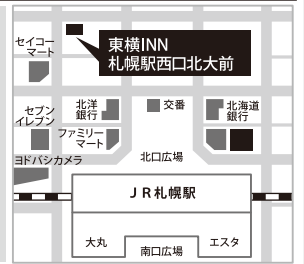 セイコー
マート
東横INN
札幌駅西口北大前
セブン
イレブン
北洋
銀行
交番
北海道
銀行
ファミリー
マート
ヨドバシカメラ
北口広場
JR札幌駅
大丸
南口広場
エスタ